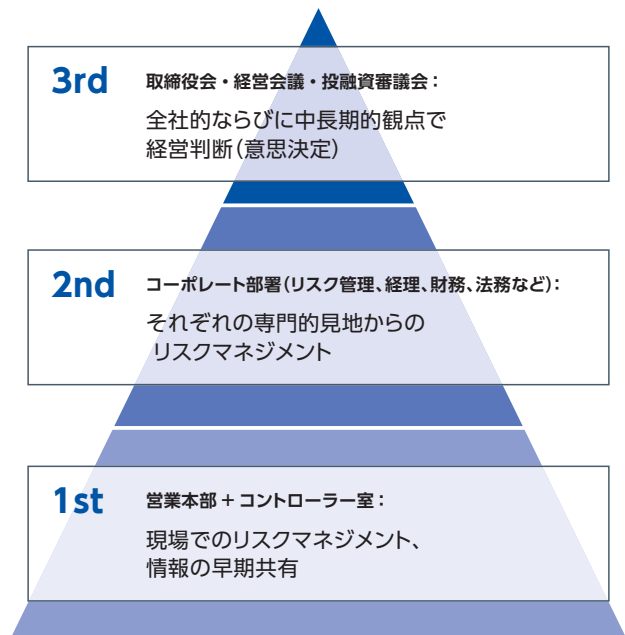 3rd
取締役会・経営会議・投融資審議会：
全社的ならびに中長期的観点で
経営判断（意思決定）
2nd
コーポレート部署（リスク管理、経理、財務、法務など）：
それぞれの専門的見地からの
リスクマネジメント
1st
営業本部 + コントローラー室：
現場でのリスクマネジメント、
情報の早期共有